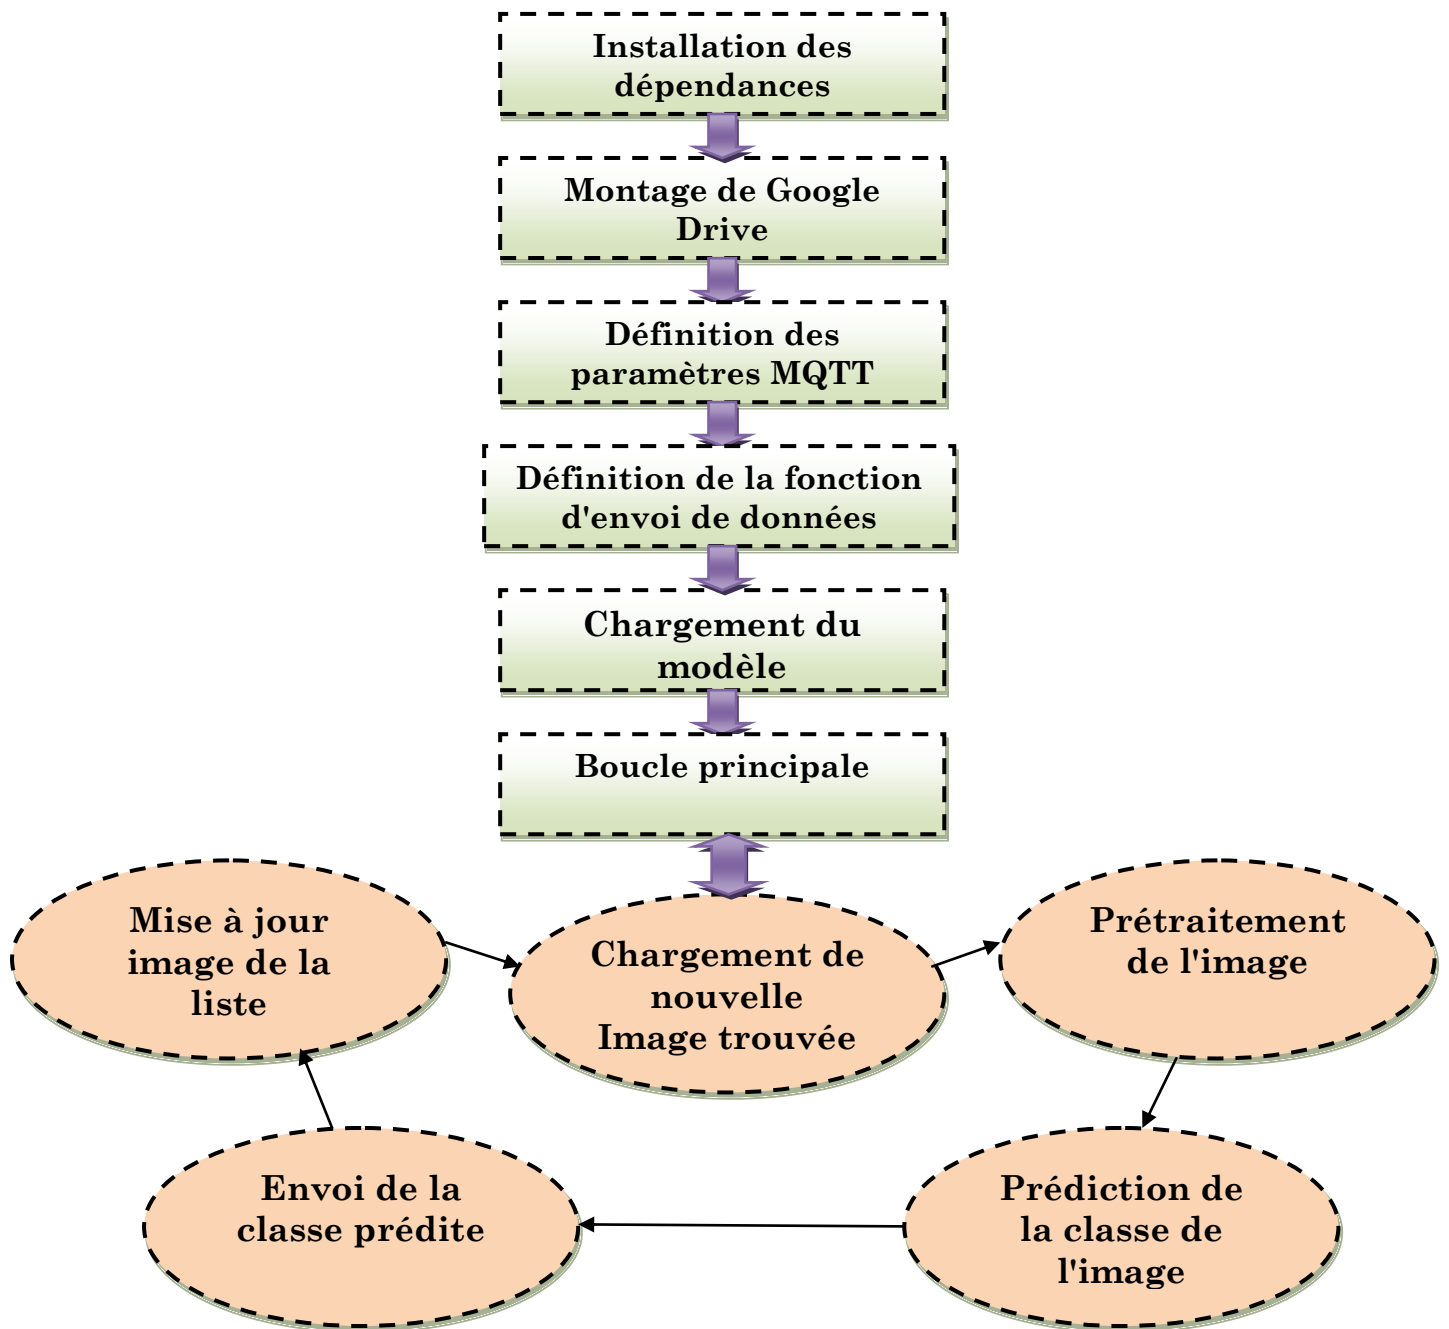 Installation des
dépendances
Montage de Google
Drive
Définition des
paramètres MQTT
Définition de la fonction
d'envoi de données
Chargement du
modèle
Boucle principale
Mise à jour
image de la
liste
Chargement de
nouvelle
Image trouvée
Prétraitement
de l'image
Envoi de la
classe prédite
Prédiction de
la classe de
l'image